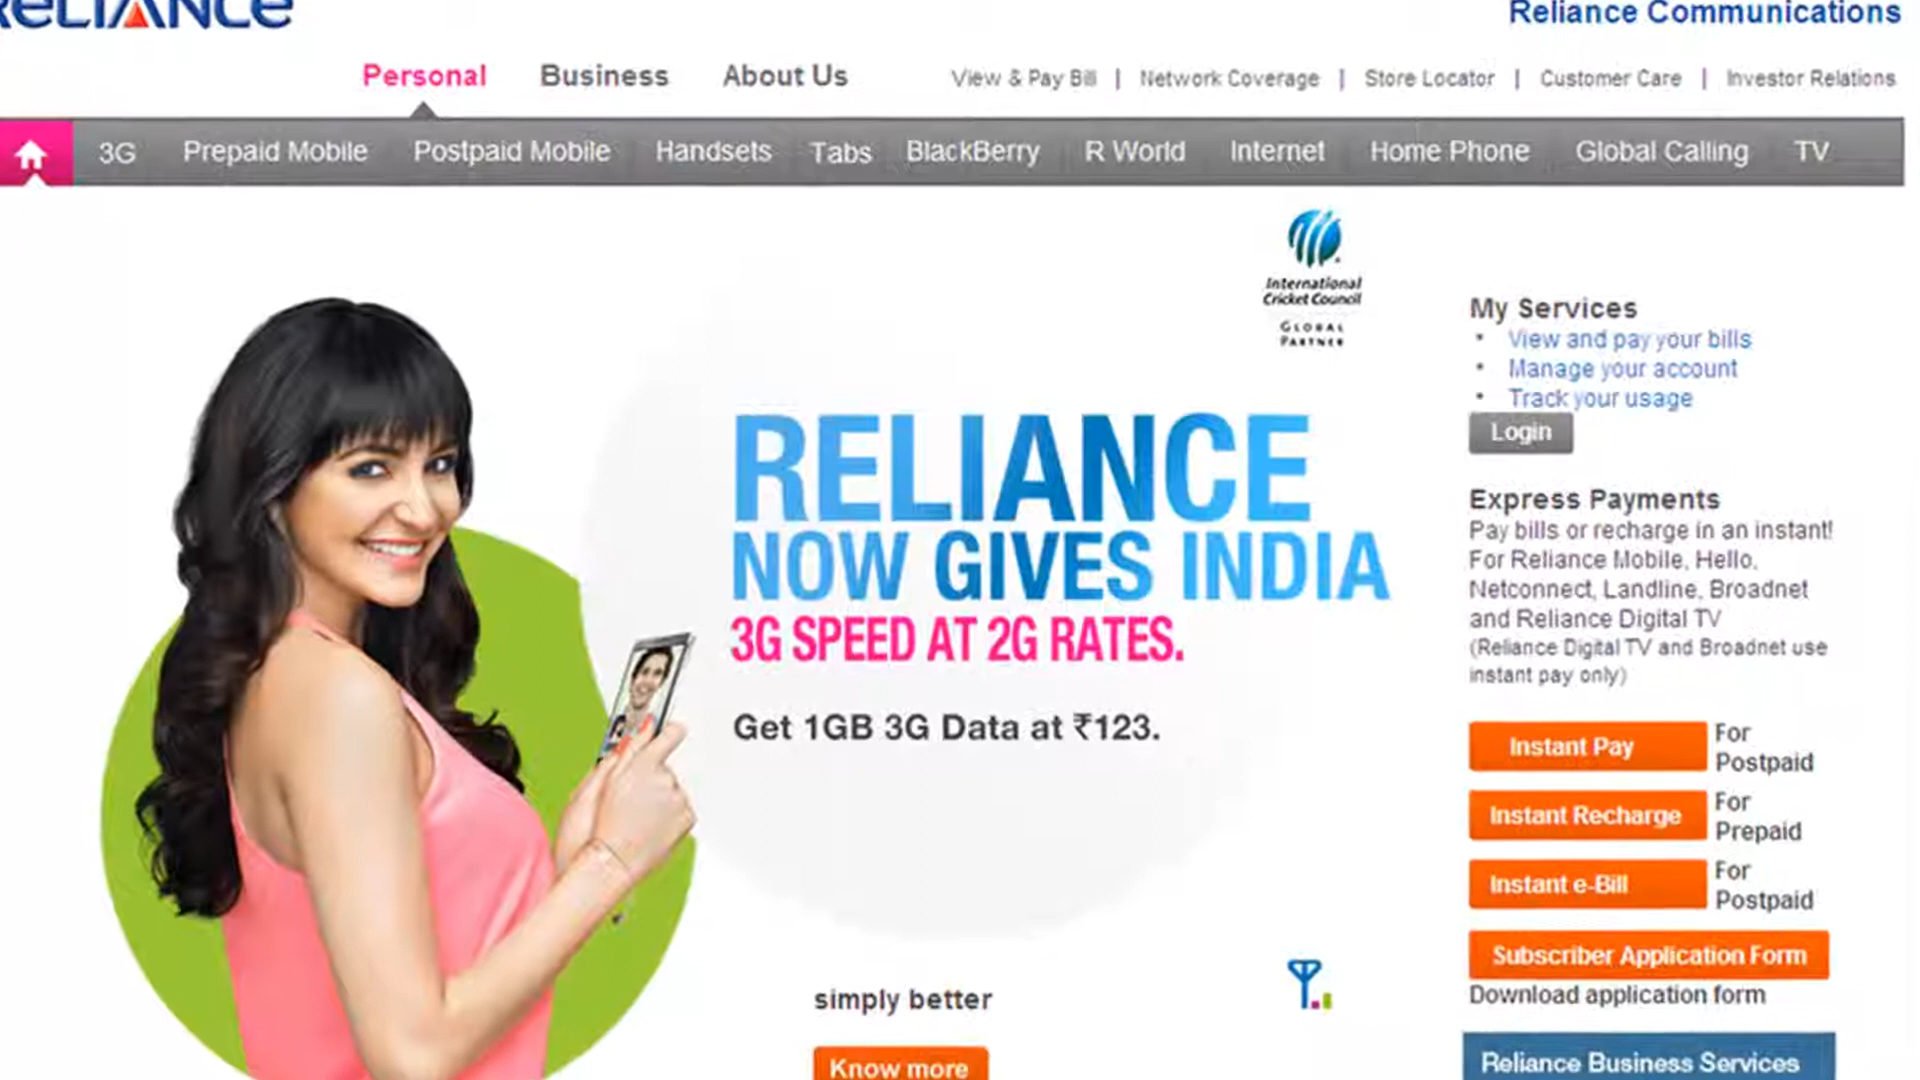 RELIANCE
Reliance Communications
Personal Business About Us View & Pay Bill | Network Coverage | Store Locator | Customer Care | Investor Relations
3G Prepaid Mobile Postpaid Mobile Handsets Tabs BlackBerry R World Internet Home Phone Global Calling TV
International
Cricket Council
GLOBAL
PARTNER
RELIANCE
NOW GIVES INDIA
3G SPEED AT 2G RATES.
Get 1GB 3G Data at ₹123.
simply better
Know more
My Services
• View and pay your bills
• Manage your account
• Track your usage
Login
Express Payments
Pay bills or recharge in an instant!
For Reliance Mobile, Hello,
Netconnect, Landline, Broadnet
and Reliance Digital TV
(Reliance Digital TV and Broadnet use
instant pay only)
Instant Pay For
Postpaid
Instant Recharge For
Prepaid
Instant e-Bill For
Postpaid
Subscriber Application Form
Download application form
Reliance Business Services